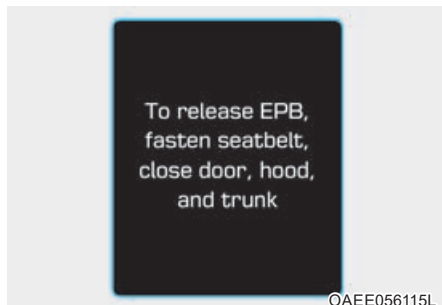 To release EPB,
fasten seatbelt,
close door, hood,
and trunk
OAEE056115L